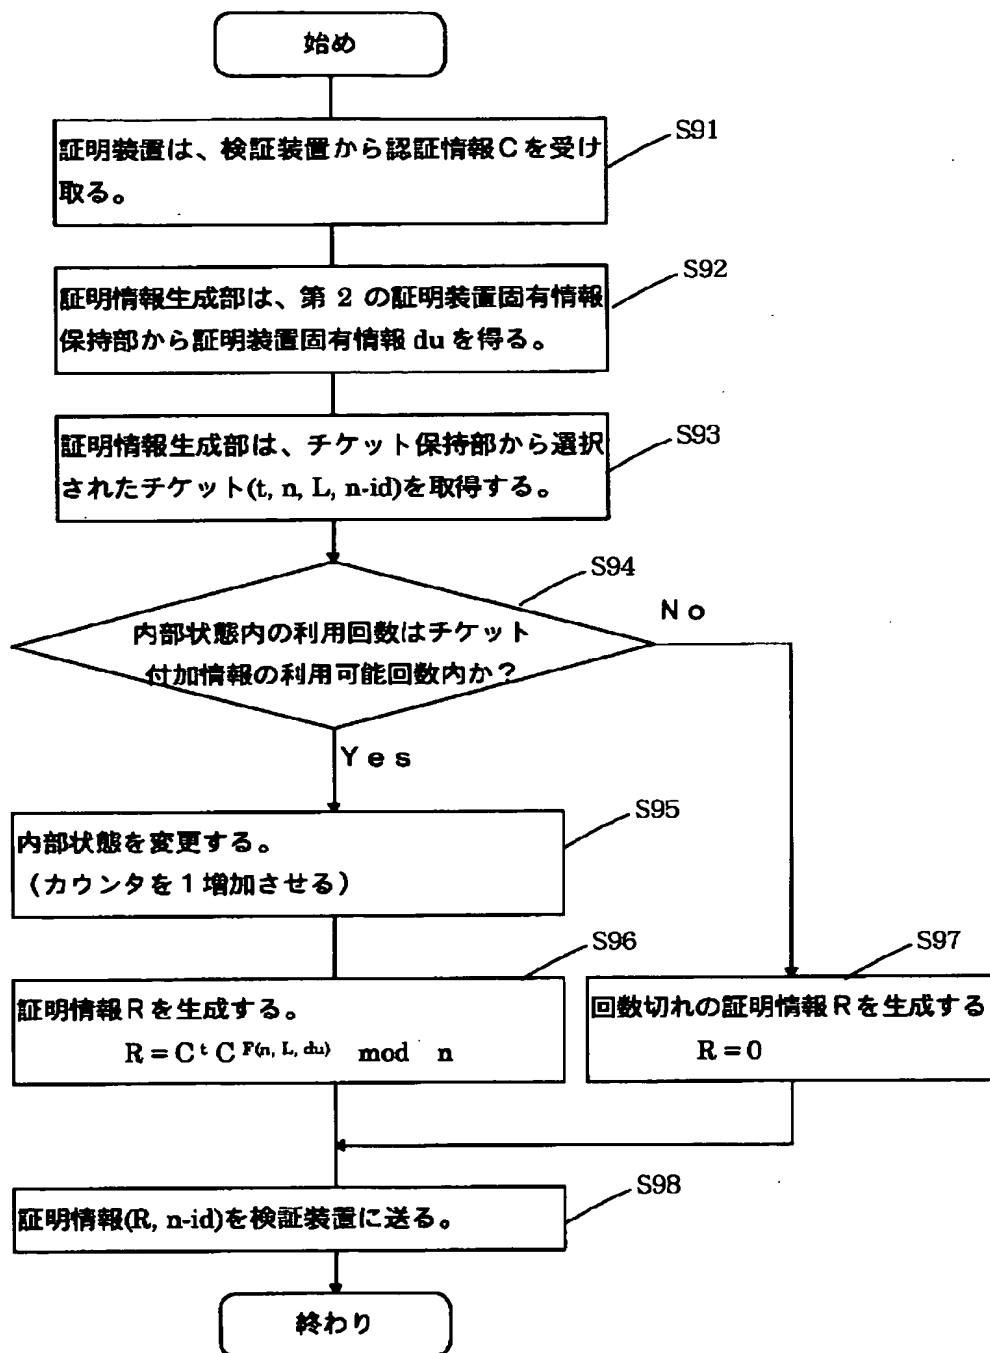 始め
S91
証明装置は、検証装置から認証情報Cを受け
取る。
S92
証明情報生成部は、第2の証明装置固有情報
保持部から証明装置固有情報 du を得る。
S93
証明情報生成部は、チケット保持部から選択
されたチケット(t, n, L, n-id)を取得する。
S94
内部状態内の利用回数はチケット
付加情報の利用可能回数内か?
No
Yes
S95
内部状態を変更する。
(カウンタを1増加させる)
S96
証明情報Rを生成する。
R = C^t C^F(n, L, du) mod n
S97
回数切れの証明情報Rを生成する
R = 0
S98
証明情報(R, n-id)を検証装置に送る。
終わり